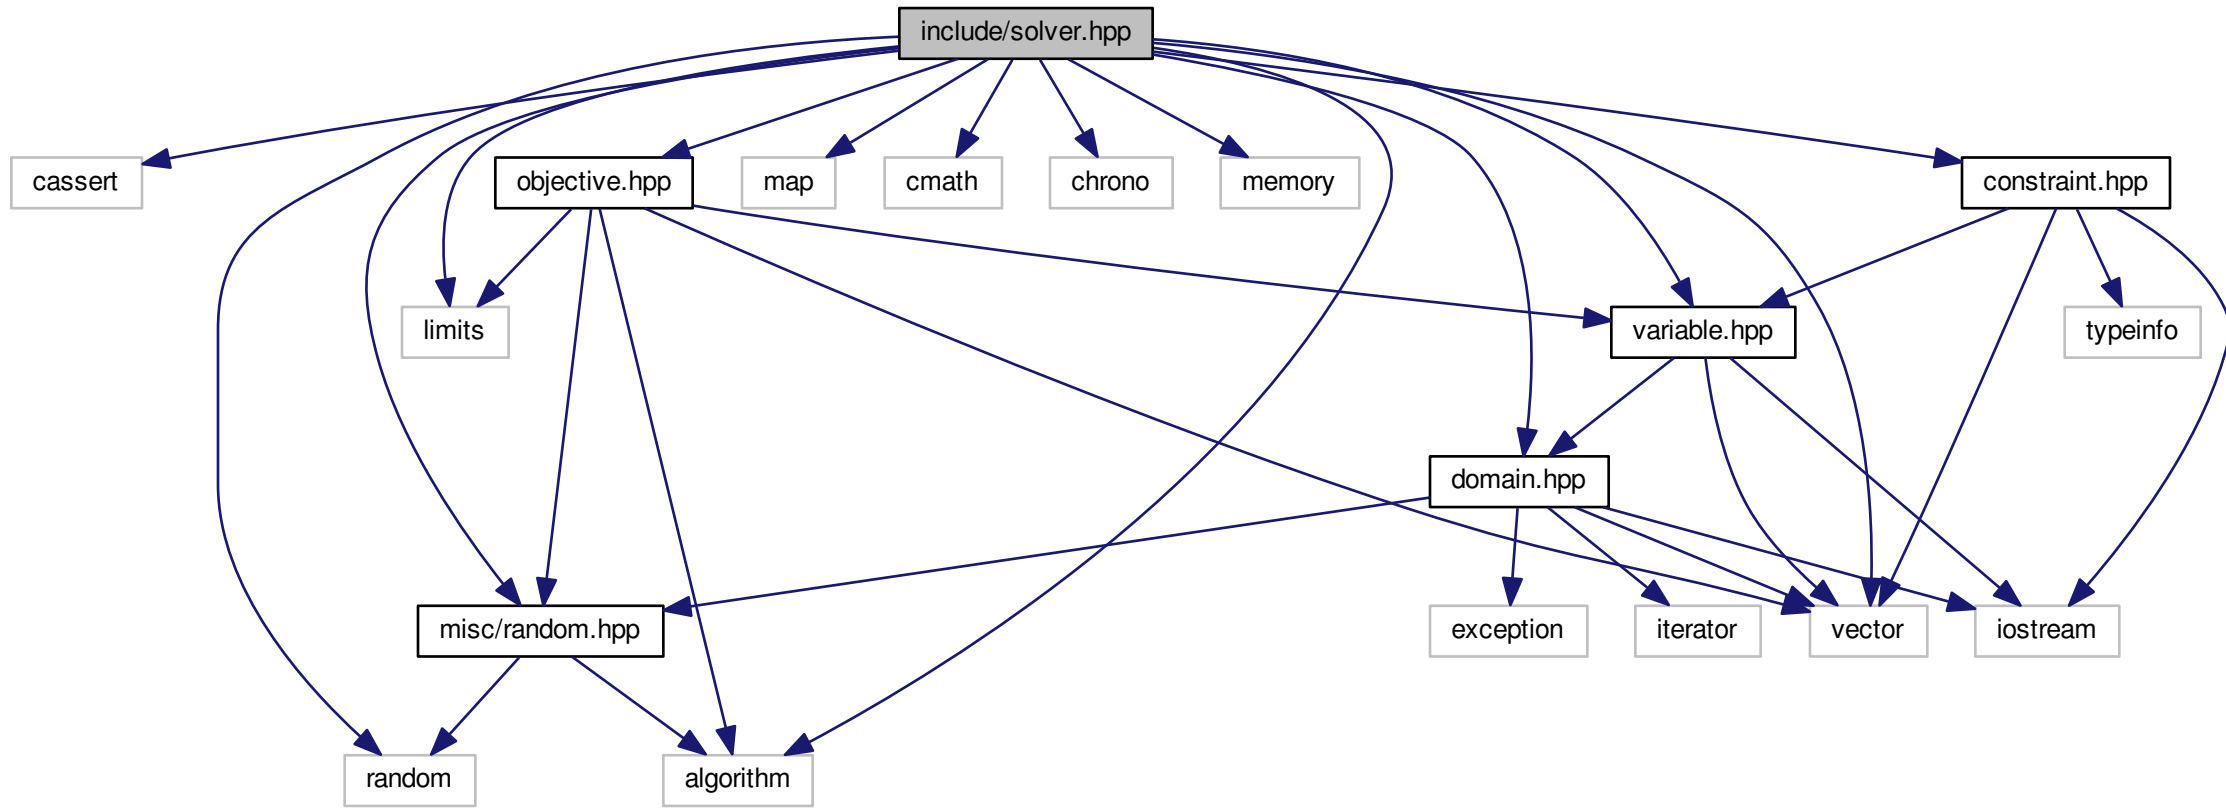 include/solver.hpp
cassert
objective.hpp
map
cmath
chrono
memory
constraint.hpp
limits
variable.hpp
typeinfo
domain.hpp
misc/random.hpp
exception
iterator
vector
iostream
random
algorithm